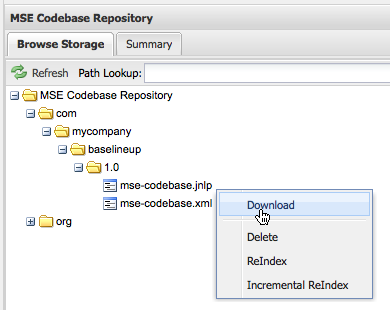 MSE Codebase Repository
Browse Storage Summary
Refresh Path Lookup:
MSE Codebase Repository
com
mycompany
baselineup
1.0
mse-codebase.jnlp
mse-codebase.xml
org
Download
Delete
ReIndex
Incremental ReIndex